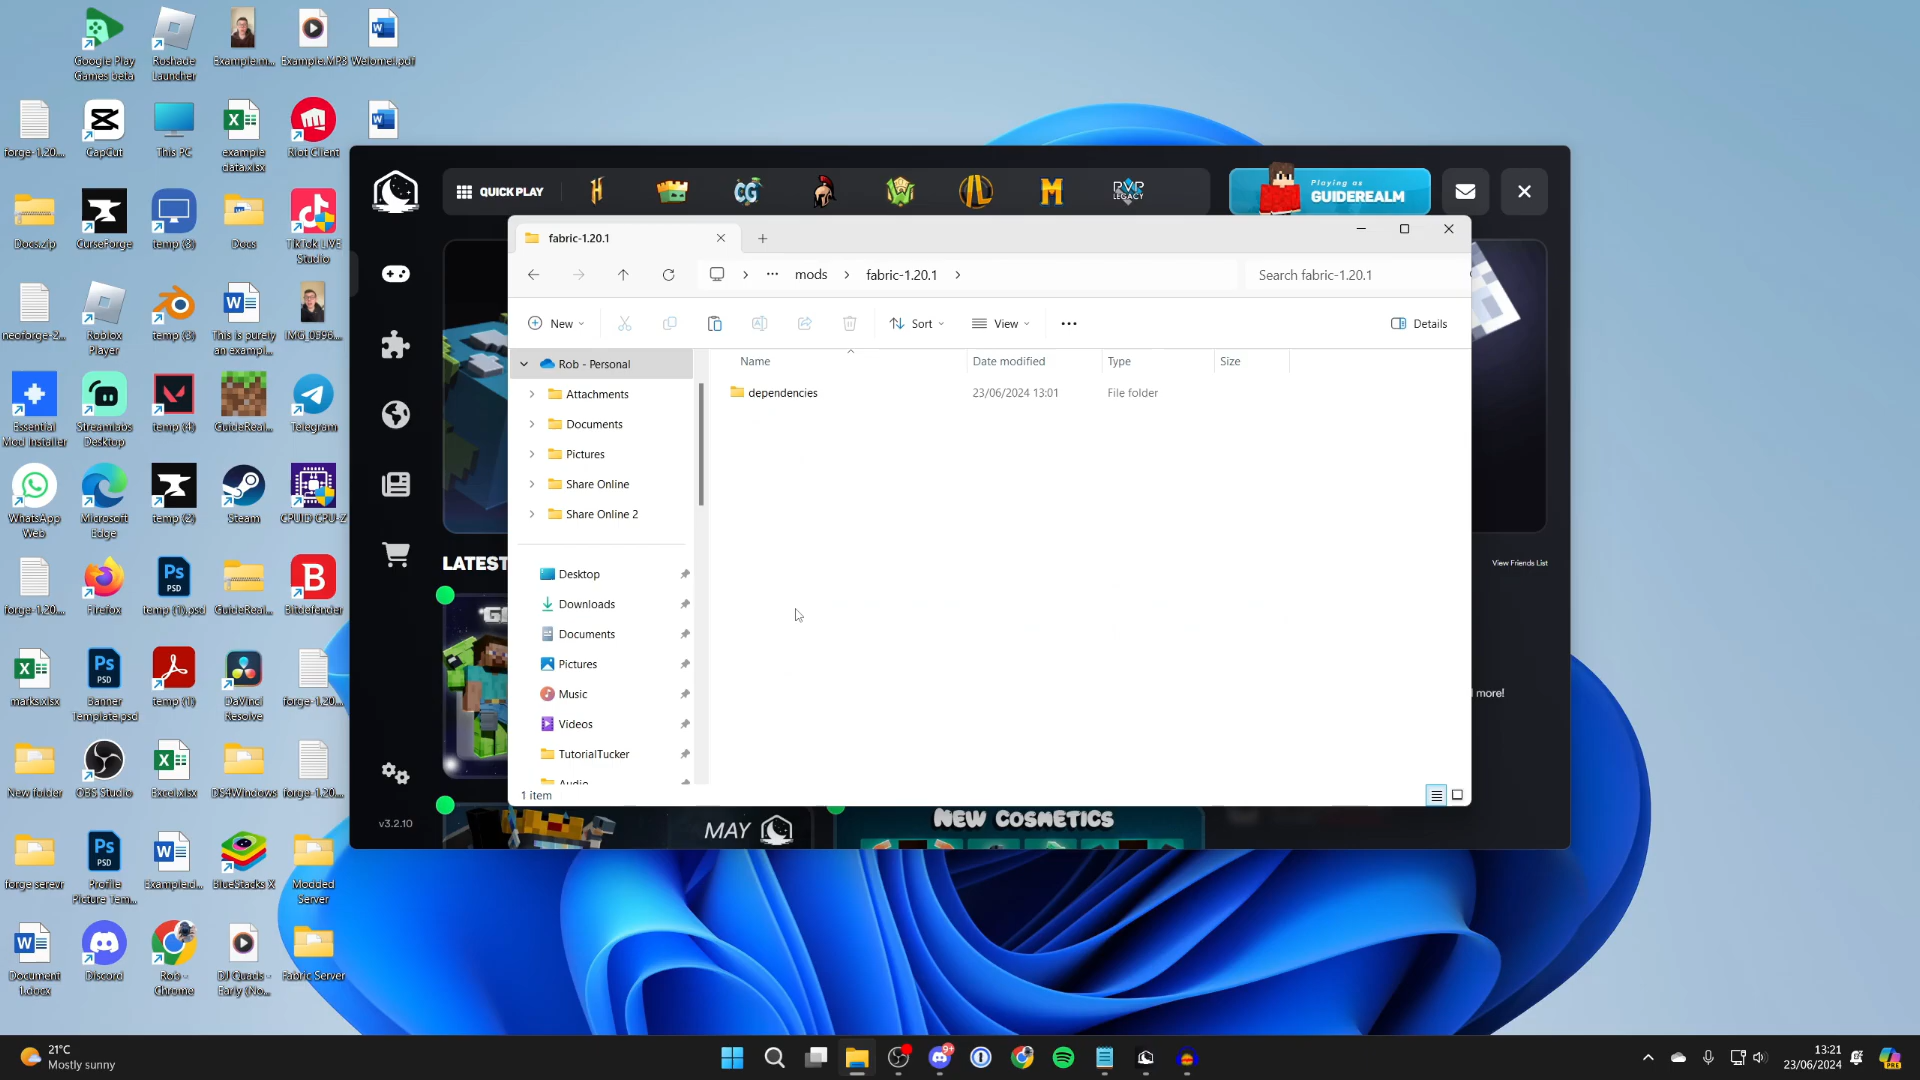 Google Play
Games beta
Roshade
Launcher
Example.m...
Example.MP3
Welome!.pdf
forge-1.20...
CapCut
This PC
example
data.xlsx
Riot Client
Docs.zip
CurseForge
temp (3)
Docs
TikTok LIVE
Studio
neoforge-2...
Roblox
Player
temp (3)
This is purely
an exampl...
IMG_0396...
Essential
Mod Installer
Streamlabs
Desktop
temp (4)
GuideReal...
Telegram
WhatsApp
Web
Microsoft
Edge
temp (2)
Steam
CPUID CPU-Z
forge-1.20...
Firefox
temp (1).psd
GuideReal...
Bitdefender
marks.xlsx
Banner
Template.psd
temp (1)
DaVinci
Resolve
forge-1.20...
New folder
OBS Studio
Excel.xlsx
DS4Windows
forge-1.20...
forge serevr
Profile
Picture Tem...
Example.d...
BlueStacks X
Modded
Server
Document
1.docx
Discord
Rob -
Chrome
DJ Quads -
Early (No...
Fabric Server
QUICK PLAY
CG
PVP
LEGACY
Playing as
GUIDEREALM
fabric-1.20.1
mods
fabric-1.20.1
Search fabric-1.20.1
New
Sort
View
Details
Rob - Personal
Attachments
Documents
Pictures
Share Online
Share Online 2
Desktop
Downloads
Documents
Pictures
Music
Videos
TutorialTucker
Audio
Name
Date modified
Type
Size
dependencies
23/06/2024 13:01
File folder
1 item
LATEST
View Friends List
more!
MAY
NEW COSMETICS
v3.2.10
21°C
Mostly sunny
9+
13:21
23/06/2024
PRE